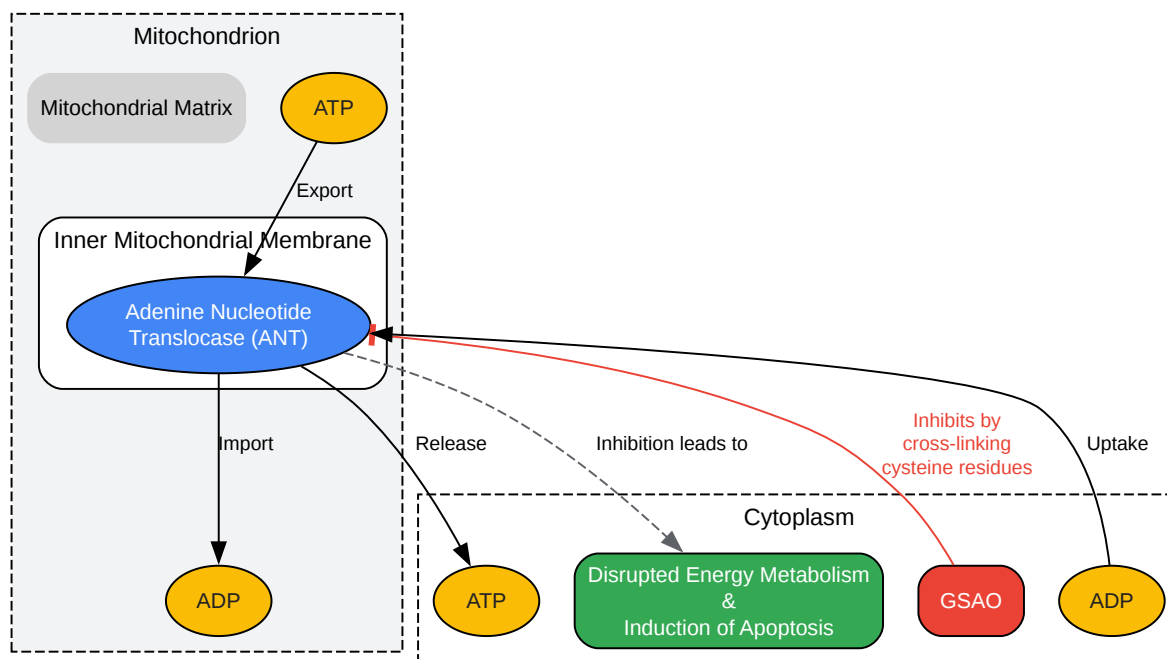 Mitochondrion
Mitochondrial Matrix
ATP
Export
Inner Mitochondrial Membrane
Adenine Nucleotide
Translocase (ANT)
Import
Release
Inhibition leads to
Inhibits by
cross-linking
cysteine residues
Uptake
Cytoplasm
ADP
ATP
Disrupted Energy Metabolism
&
Induction of Apoptosis
GSAO
ADP